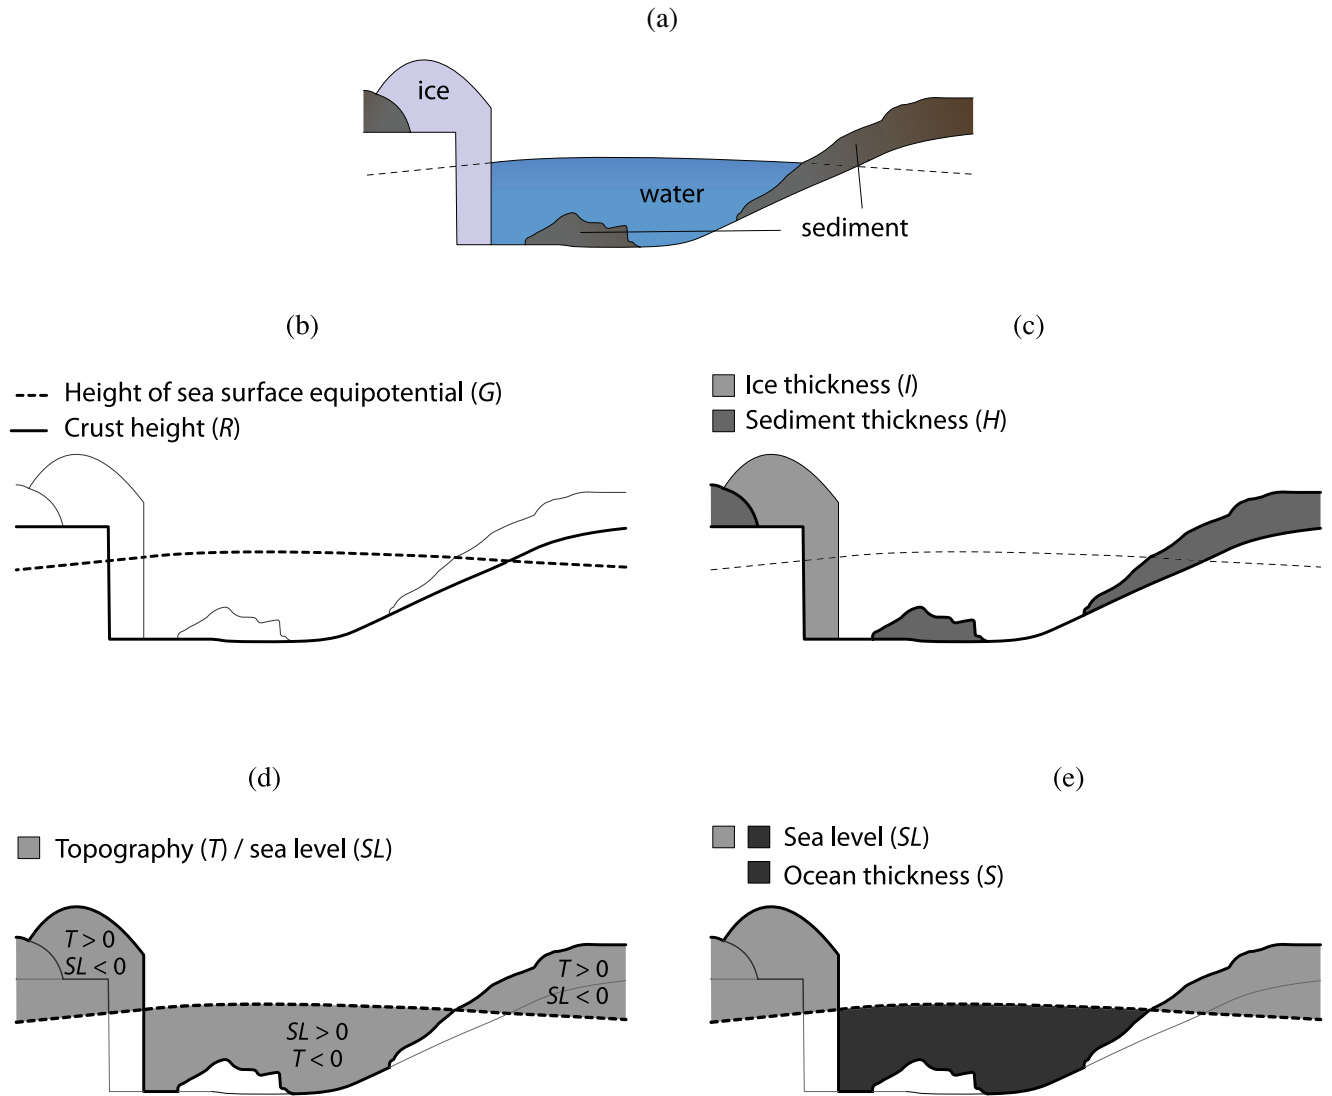 (a)
ice
water
sediment
(b)
Height of sea surface equipotential (G)
Crust height (R)
(c)
Ice thickness (I)
Sediment thickness (H)
(d)
Topography (T) / sea level (SL)
T > 0
SL < 0
SL > 0
T < 0
T > 0
SL < 0
(e)
Sea level (SL)
Ocean thickness (S)